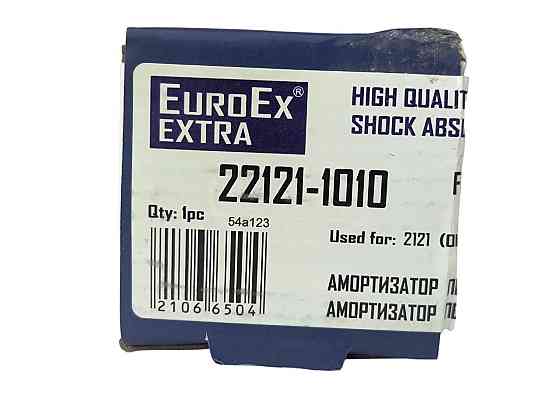 EUROEX®
EXTRA
HIGH QUALIT
SHOCK ABS
22121-1010
Qty: 1pc
54a123
Used for: 2121
АМОРТИЗАТОР
АМОРТИЗАТОР
2106 6504